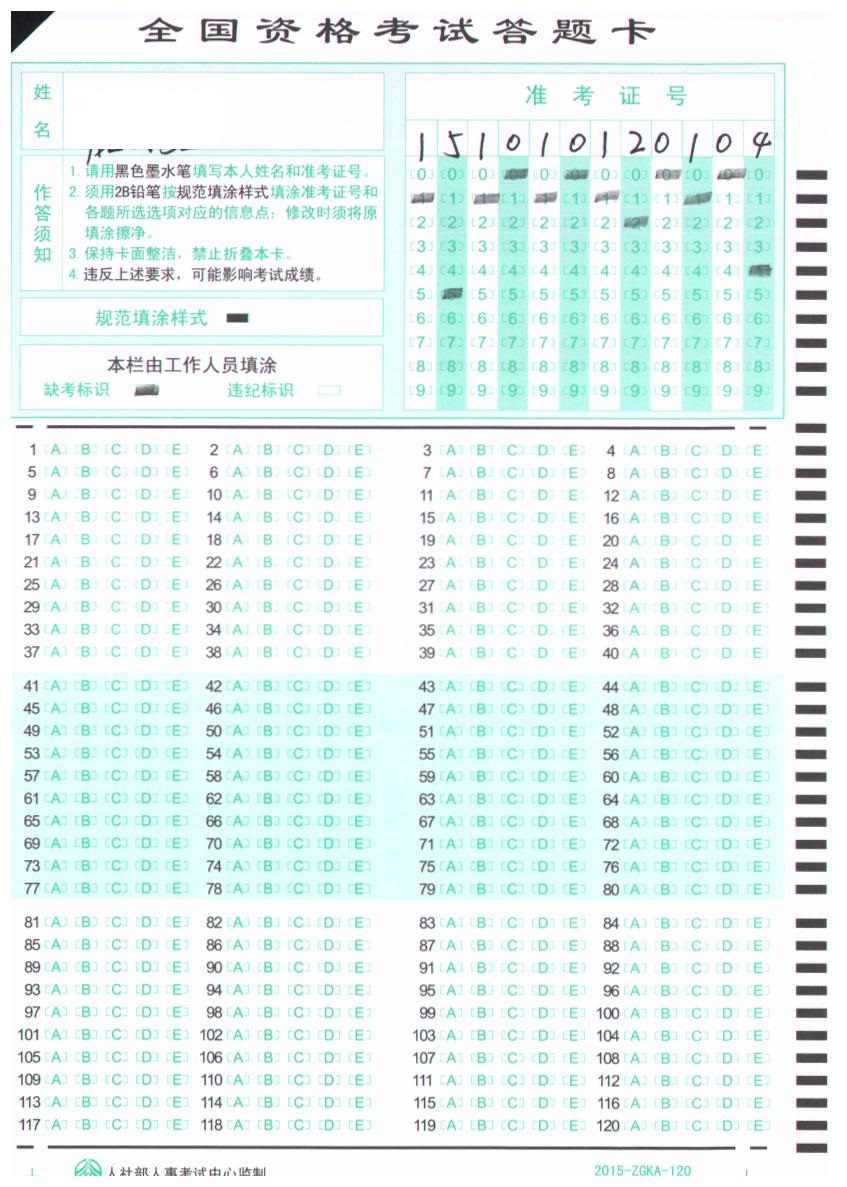 全国资格考试答题卡
姓名
准考证号
1 5 1 0 1 0 1 2 0 1 0 4
[0] [0] [0] [0] [0] [0] [0] [0] [0] [0] [0] [0]
[1] [1] [1] [1] [1] [1] [1] [1] [1] [1] [1] [1]
[2] [2] [2] [2] [2] [2] [2] [2] [2] [2] [2] [2]
[3] [3] [3] [3] [3] [3] [3] [3] [3] [3] [3] [3]
[4] [4] [4] [4] [4] [4] [4] [4] [4] [4] [4] [4]
[5] [5] [5] [5] [5] [5] [5] [5] [5] [5] [5] [5]
[6] [6] [6] [6] [6] [6] [6] [6] [6] [6] [6] [6]
[7] [7] [7] [7] [7] [7] [7] [7] [7] [7] [7] [7]
[8] [8] [8] [8] [8] [8] [8] [8] [8] [8] [8] [8]
[9] [9] [9] [9] [9] [9] [9] [9] [9] [9] [9] [9]
作答须知
1. 请用黑色墨水笔填写本人姓名和准考证号。
2. 须用2B铅笔按规范填涂样式填涂准考证号和
各题所选选项对应的信息点；修改时须将原
填涂擦净。
3. 保持卡面整洁，禁止折叠本卡。
4. 违反上述要求，可能影响考试成绩。
规范填涂样式
本栏由工作人员填涂
缺考标识 违纪标识
1 [A] [B] [C] [D] [E] 2 [A] [B] [C] [D] [E] 3 [A] [B] [C] [D] [E] 4 [A] [B] [C] [D] [E]
5 [A] [B] [C] [D] [E] 6 [A] [B] [C] [D] [E] 7 [A] [B] [C] [D] [E] 8 [A] [B] [C] [D] [E]
9 [A] [B] [C] [D] [E] 10 [A] [B] [C] [D] [E] 11 [A] [B] [C] [D] [E] 12 [A] [B] [C] [D] [E]
13 [A] [B] [C] [D] [E] 14 [A] [B] [C] [D] [E] 15 [A] [B] [C] [D] [E] 16 [A] [B] [C] [D] [E]
17 [A] [B] [C] [D] [E] 18 [A] [B] [C] [D] [E] 19 [A] [B] [C] [D] [E] 20 [A] [B] [C] [D] [E]
21 [A] [B] [C] [D] [E] 22 [A] [B] [C] [D] [E] 23 [A] [B] [C] [D] [E] 24 [A] [B] [C] [D] [E]
25 [A] [B] [C] [D] [E] 26 [A] [B] [C] [D] [E] 27 [A] [B] [C] [D] [E] 28 [A] [B] [C] [D] [E]
29 [A] [B] [C] [D] [E] 30 [A] [B] [C] [D] [E] 31 [A] [B] [C] [D] [E] 32 [A] [B] [C] [D] [E]
33 [A] [B] [C] [D] [E] 34 [A] [B] [C] [D] [E] 35 [A] [B] [C] [D] [E] 36 [A] [B] [C] [D] [E]
37 [A] [B] [C] [D] [E] 38 [A] [B] [C] [D] [E] 39 [A] [B] [C] [D] [E] 40 [A] [B] [C] [D] [E]
41 [A] [B] [C] [D] [E] 42 [A] [B] [C] [D] [E] 43 [A] [B] [C] [D] [E] 44 [A] [B] [C] [D] [E]
45 [A] [B] [C] [D] [E] 46 [A] [B] [C] [D] [E] 47 [A] [B] [C] [D] [E] 48 [A] [B] [C] [D] [E]
49 [A] [B] [C] [D] [E] 50 [A] [B] [C] [D] [E] 51 [A] [B] [C] [D] [E] 52 [A] [B] [C] [D] [E]
53 [A] [B] [C] [D] [E] 54 [A] [B] [C] [D] [E] 55 [A] [B] [C] [D] [E] 56 [A] [B] [C] [D] [E]
57 [A] [B] [C] [D] [E] 58 [A] [B] [C] [D] [E] 59 [A] [B] [C] [D] [E] 60 [A] [B] [C] [D] [E]
61 [A] [B] [C] [D] [E] 62 [A] [B] [C] [D] [E] 63 [A] [B] [C] [D] [E] 64 [A] [B] [C] [D] [E]
65 [A] [B] [C] [D] [E] 66 [A] [B] [C] [D] [E] 67 [A] [B] [C] [D] [E] 68 [A] [B] [C] [D] [E]
69 [A] [B] [C] [D] [E] 70 [A] [B] [C] [D] [E] 71 [A] [B] [C] [D] [E] 72 [A] [B] [C] [D] [E]
73 [A] [B] [C] [D] [E] 74 [A] [B] [C] [D] [E] 75 [A] [B] [C] [D] [E] 76 [A] [B] [C] [D] [E]
77 [A] [B] [C] [D] [E] 78 [A] [B] [C] [D] [E] 79 [A] [B] [C] [D] [E] 80 [A] [B] [C] [D] [E]
81 [A] [B] [C] [D] [E] 82 [A] [B] [C] [D] [E] 83 [A] [B] [C] [D] [E] 84 [A] [B] [C] [D] [E]
85 [A] [B] [C] [D] [E] 86 [A] [B] [C] [D] [E] 87 [A] [B] [C] [D] [E] 88 [A] [B] [C] [D] [E]
89 [A] [B] [C] [D] [E] 90 [A] [B] [C] [D] [E] 91 [A] [B] [C] [D] [E] 92 [A] [B] [C] [D] [E]
93 [A] [B] [C] [D] [E] 94 [A] [B] [C] [D] [E] 95 [A] [B] [C] [D] [E] 96 [A] [B] [C] [D] [E]
97 [A] [B] [C] [D] [E] 98 [A] [B] [C] [D] [E] 99 [A] [B] [C] [D] [E] 100 [A] [B] [C] [D] [E]
101 [A] [B] [C] [D] [E] 102 [A] [B] [C] [D] [E] 103 [A] [B] [C] [D] [E] 104 [A] [B] [C] [D] [E]
105 [A] [B] [C] [D] [E] 106 [A] [B] [C] [D] [E] 107 [A] [B] [C] [D] [E] 108 [A] [B] [C] [D] [E]
109 [A] [B] [C] [D] [E] 110 [A] [B] [C] [D] [E] 111 [A] [B] [C] [D] [E] 112 [A] [B] [C] [D] [E]
113 [A] [B] [C] [D] [E] 114 [A] [B] [C] [D] [E] 115 [A] [B] [C] [D] [E] 116 [A] [B] [C] [D] [E]
117 [A] [B] [C] [D] [E] 118 [A] [B] [C] [D] [E] 119 [A] [B] [C] [D] [E] 120 [A] [B] [C] [D] [E]
人社部人事考试中心监制 2015-ZGKA-120